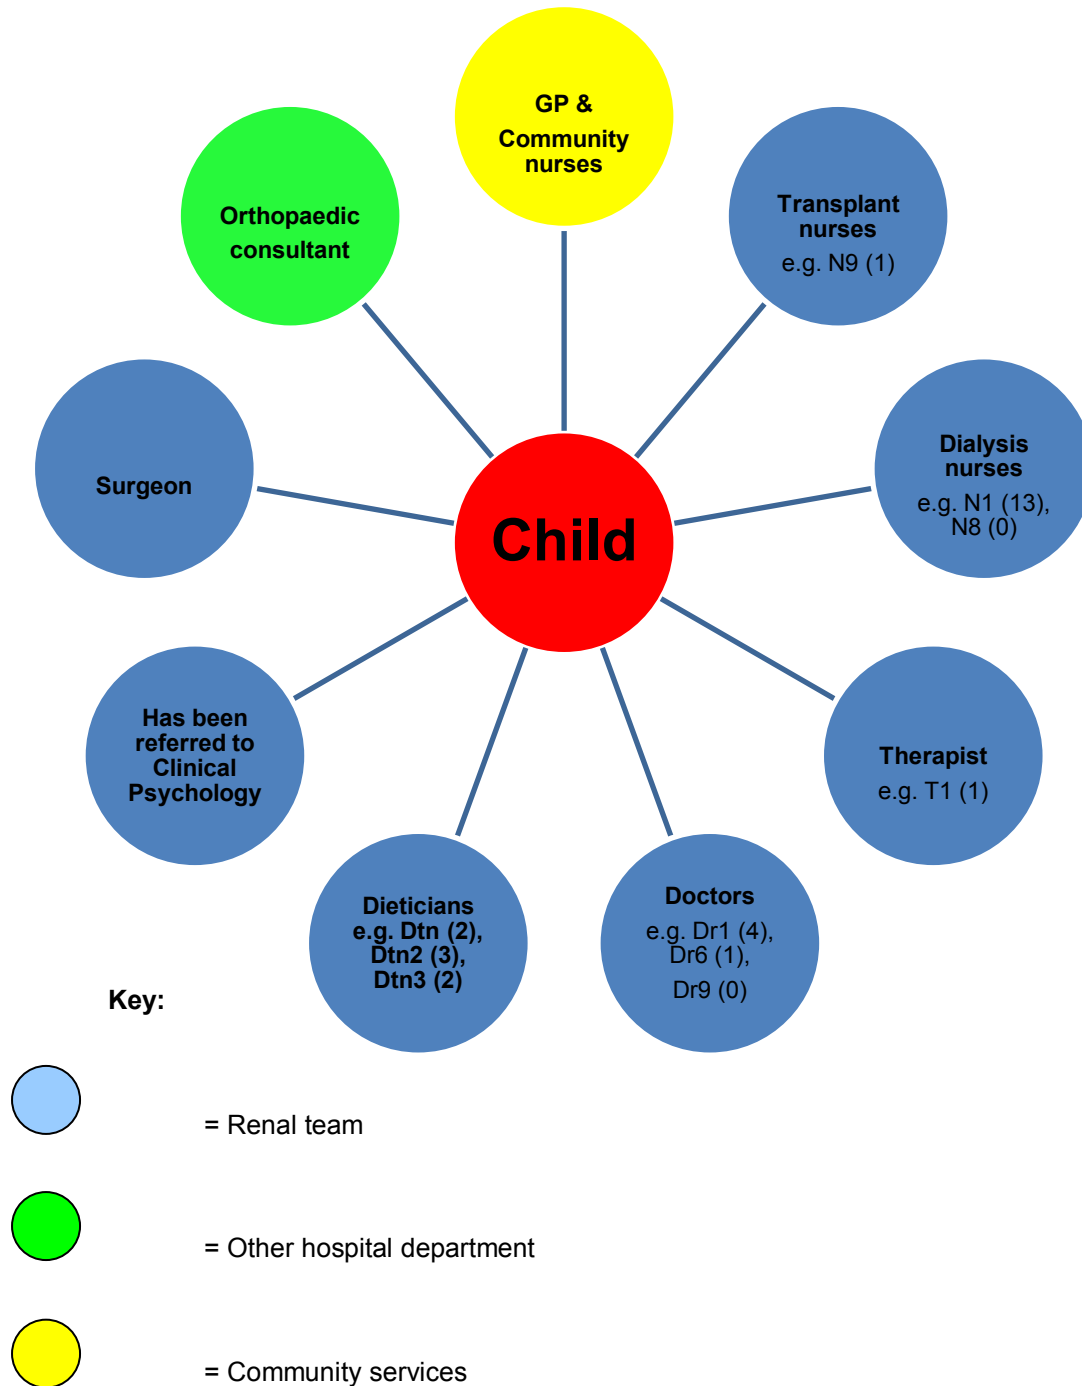 GP &
Community
nurses
Orthopaedic
consultant
Transplant
nurses
e.g. N9 (1)
Surgeon
Dialysis
nurses
e.g. N1 (13),
N8 (0)
Child
Has been
referred to
Clinical
Psychology
Therapist
e.g. T1 (1)
Dieticians
e.g. Dtn (2),
Dtn2 (3),
Dtn3 (2)
Doctors
e.g. Dr1 (4),
Dr6 (1),
Dr9 (0)
Key:
= Renal team
= Other hospital department
= Community services